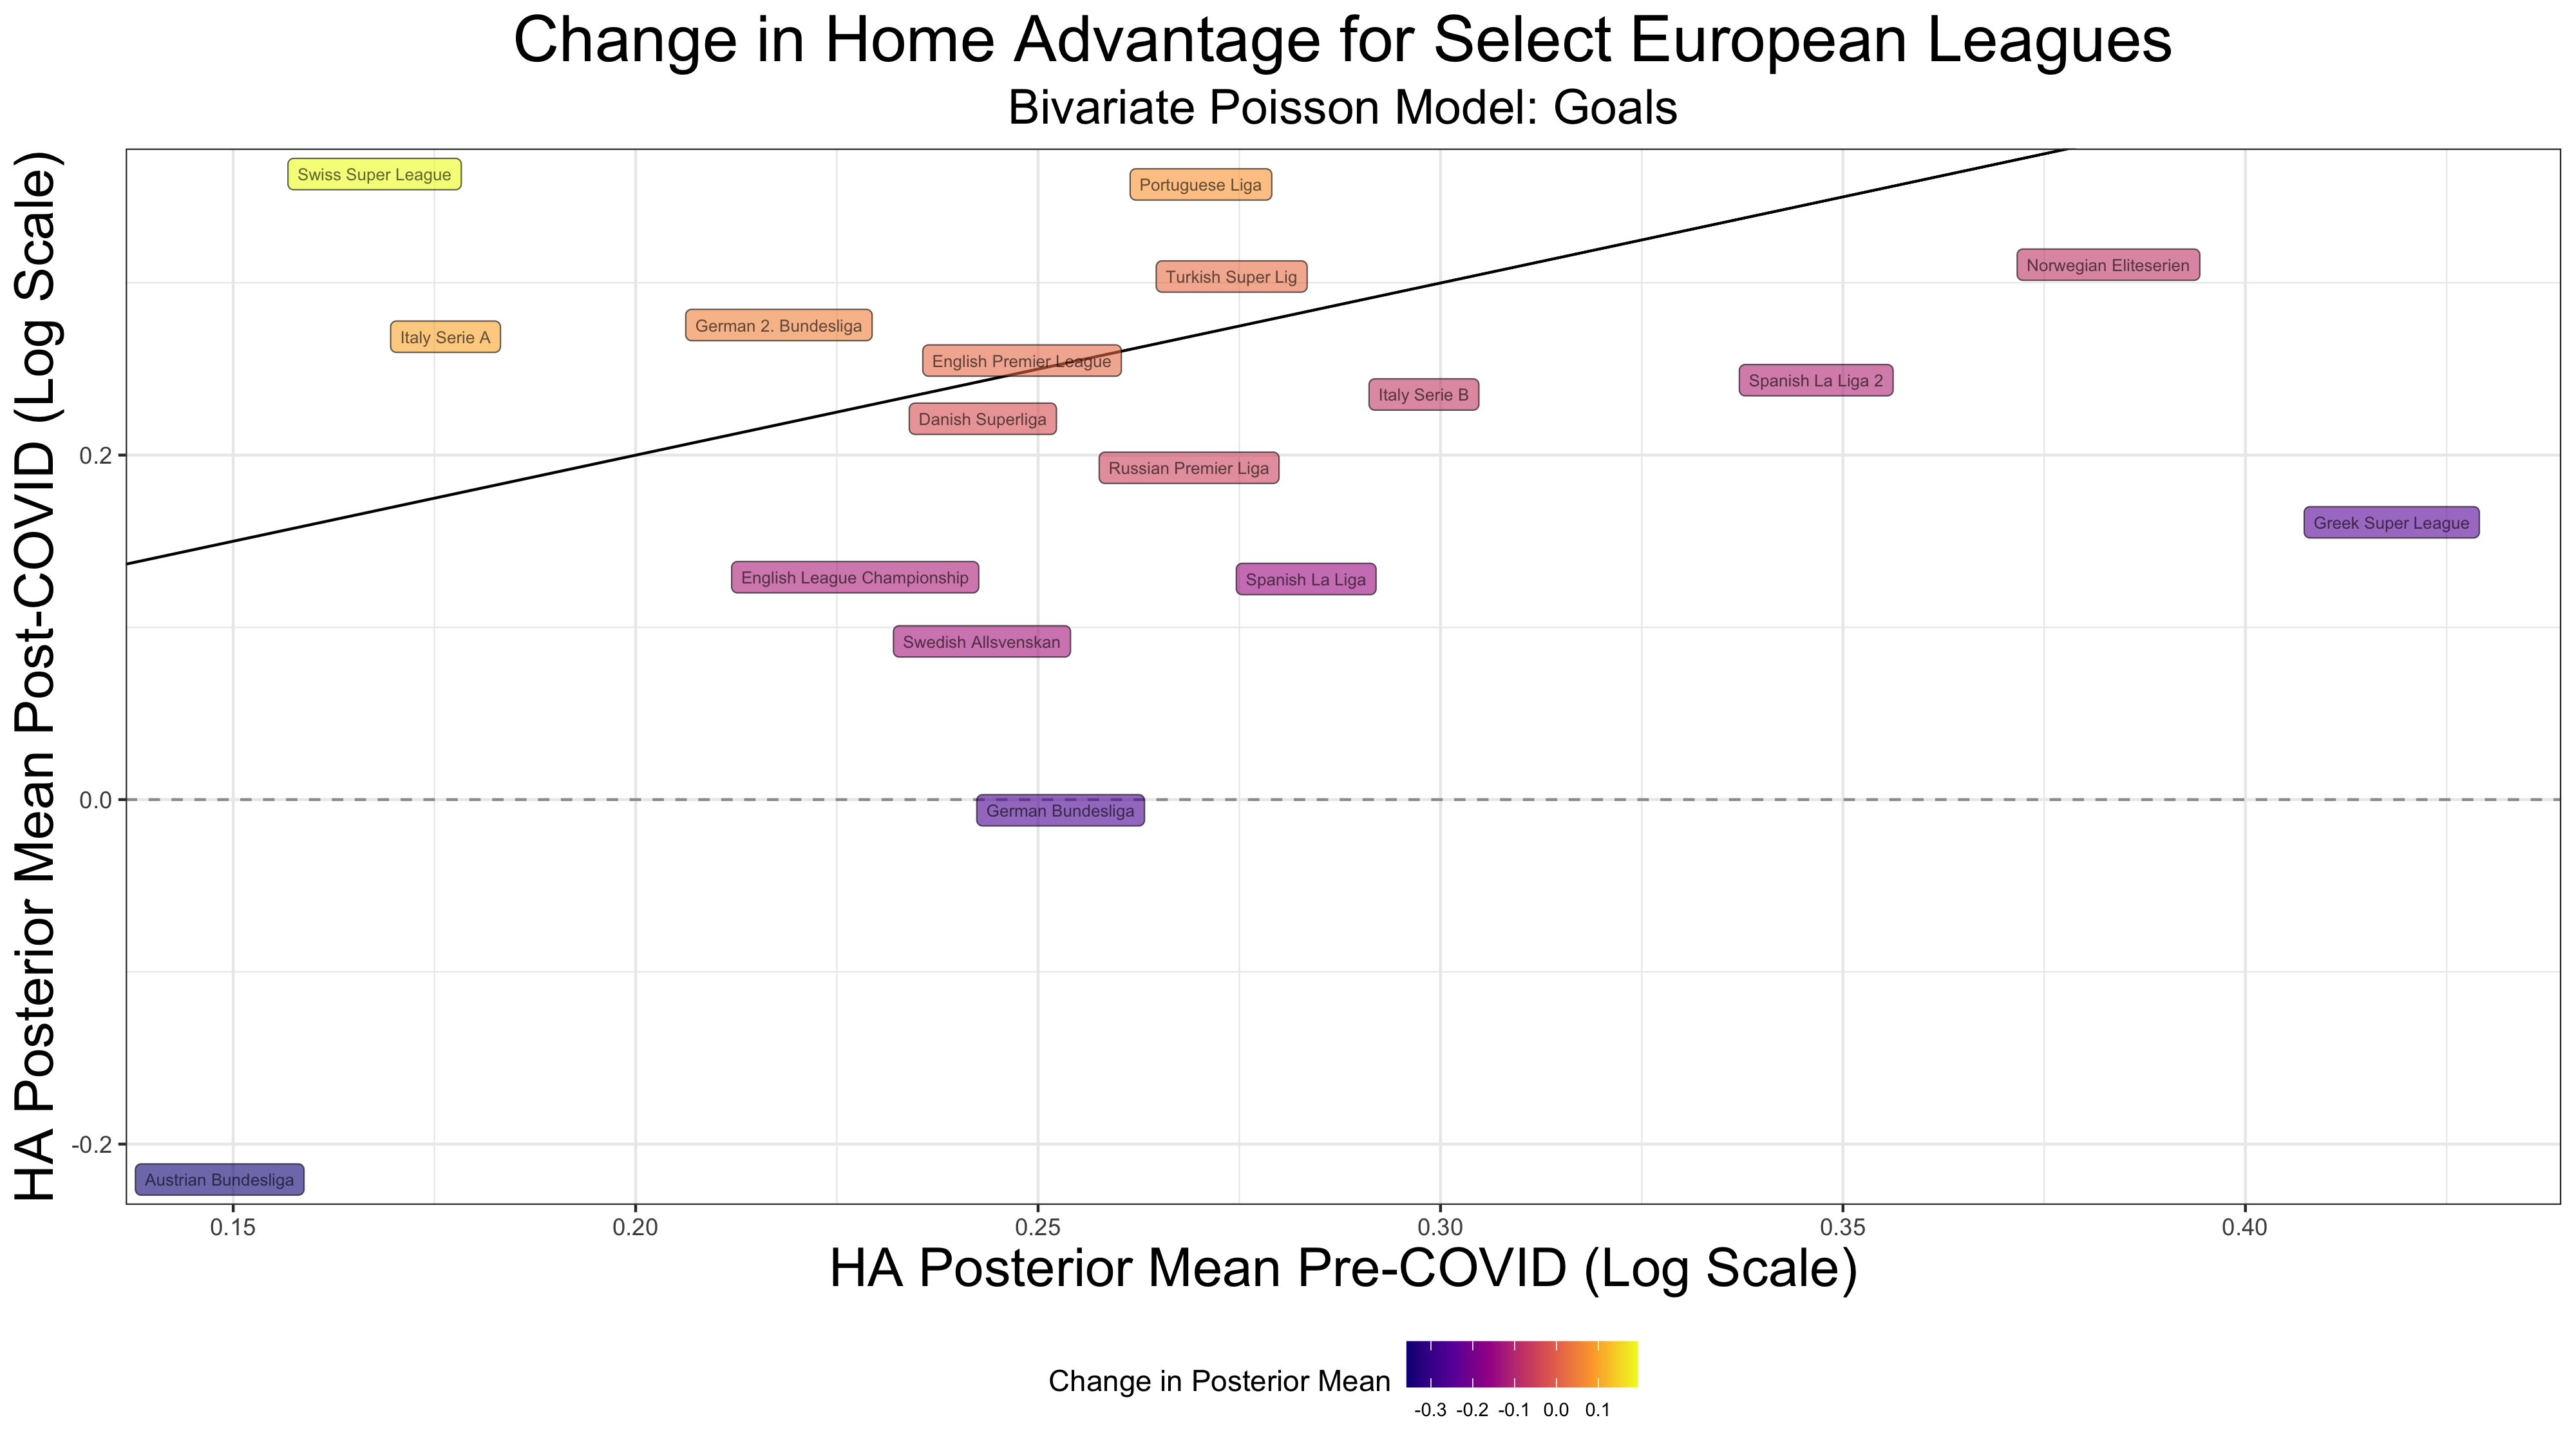 Change in Home Advantage for Select European Leagues
Bivariate Poisson Model: Goals
HA Posterior Mean Post-COVID (Log Scale)
Swiss Super League
Portuguese Liga
Norwegian Eliteserien
Turkish Super Lig
German 2. Bundesliga
Italy Serie A
English Premier League
Spanish La Liga 2
Italy Serie B
Danish Superliga
0.2
Russian Premier Liga
Greek Super League
English League Championship
Spanish La Liga
Swedish Allsvenskan
0.0
German Bundesliga
-0.2
Austrian Bundesliga
0.15 0.20 0.25 0.30 0.35 0.40
HA Posterior Mean Pre-COVID (Log Scale)
Change in Posterior Mean
-0.3 -0.2 -0.1 0.0 0.1